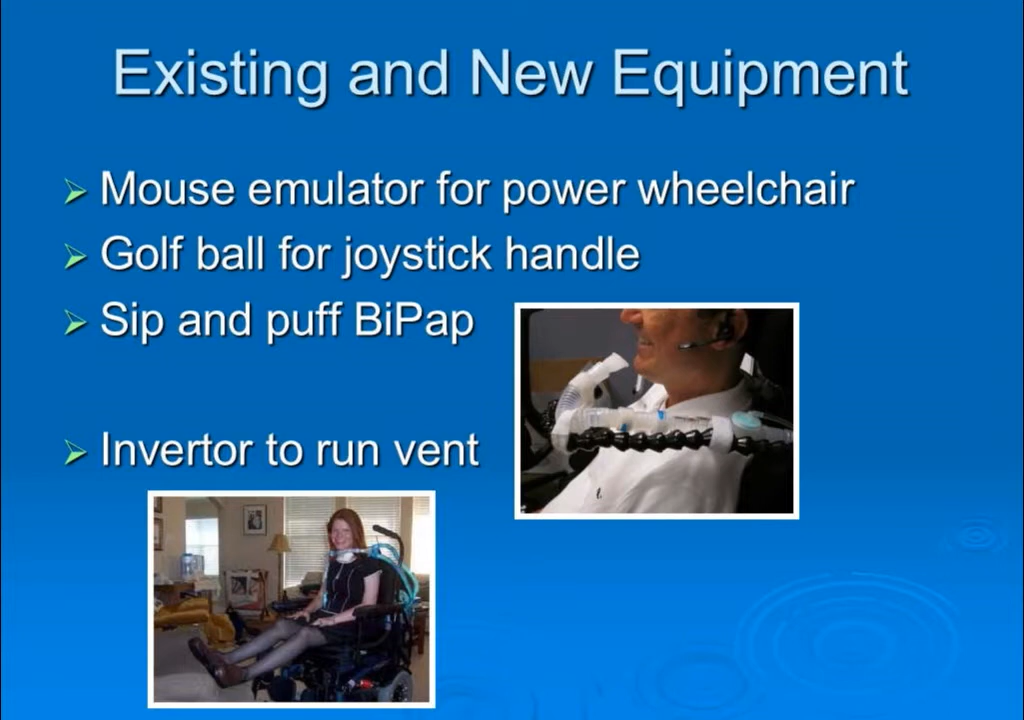 Existing and New Equipment
Mouse emulator for power wheelchair
Golf ball for joystick handle
Sip and puff BiPap
Invertor to run vent